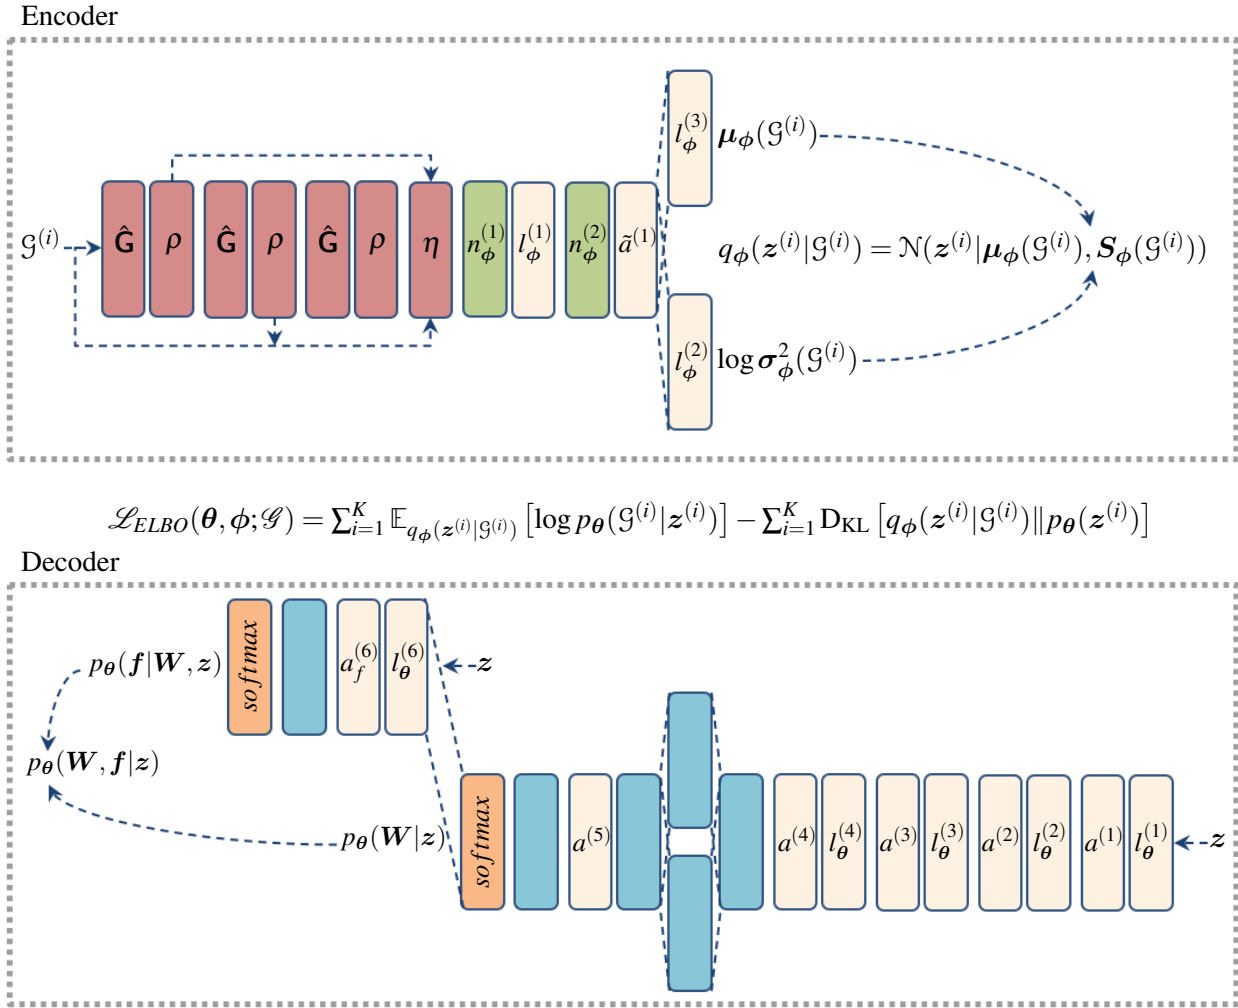 Encoder
𝒢^(i) Ĝ ρ Ĝ ρ Ĝ ρ η n_ϕ^(1) l_ϕ^(1) n_ϕ^(2) ã^(1)
l_ϕ^(3) μ_ϕ(𝒢^(i))
q_ϕ(z^(i)|𝒢^(i)) = 𝒩(z^(i)|μ_ϕ(𝒢^(i)), S_ϕ(𝒢^(i)))
l_ϕ^(2) log σ_ϕ^2(𝒢^(i))
ℒ_ELBO(θ, ϕ; 𝒢) = ∑_{i=1}^K 𝔼_{q_ϕ(z^(i)|𝒢^(i))} [log p_θ(𝒢^(i)|z^(i))] − ∑_{i=1}^K D_KL [q_ϕ(z^(i)|𝒢^(i))‖p_θ(z^(i))]
Decoder
p_θ(f|W, z) softmax a_f^(6) l_θ^(6) z
p_θ(W, f|z)
p_θ(W|z) softmax a^(5) a^(4) l_θ^(4) a^(3) l_θ^(3) a^(2) l_θ^(2) a^(1) l_θ^(1) z